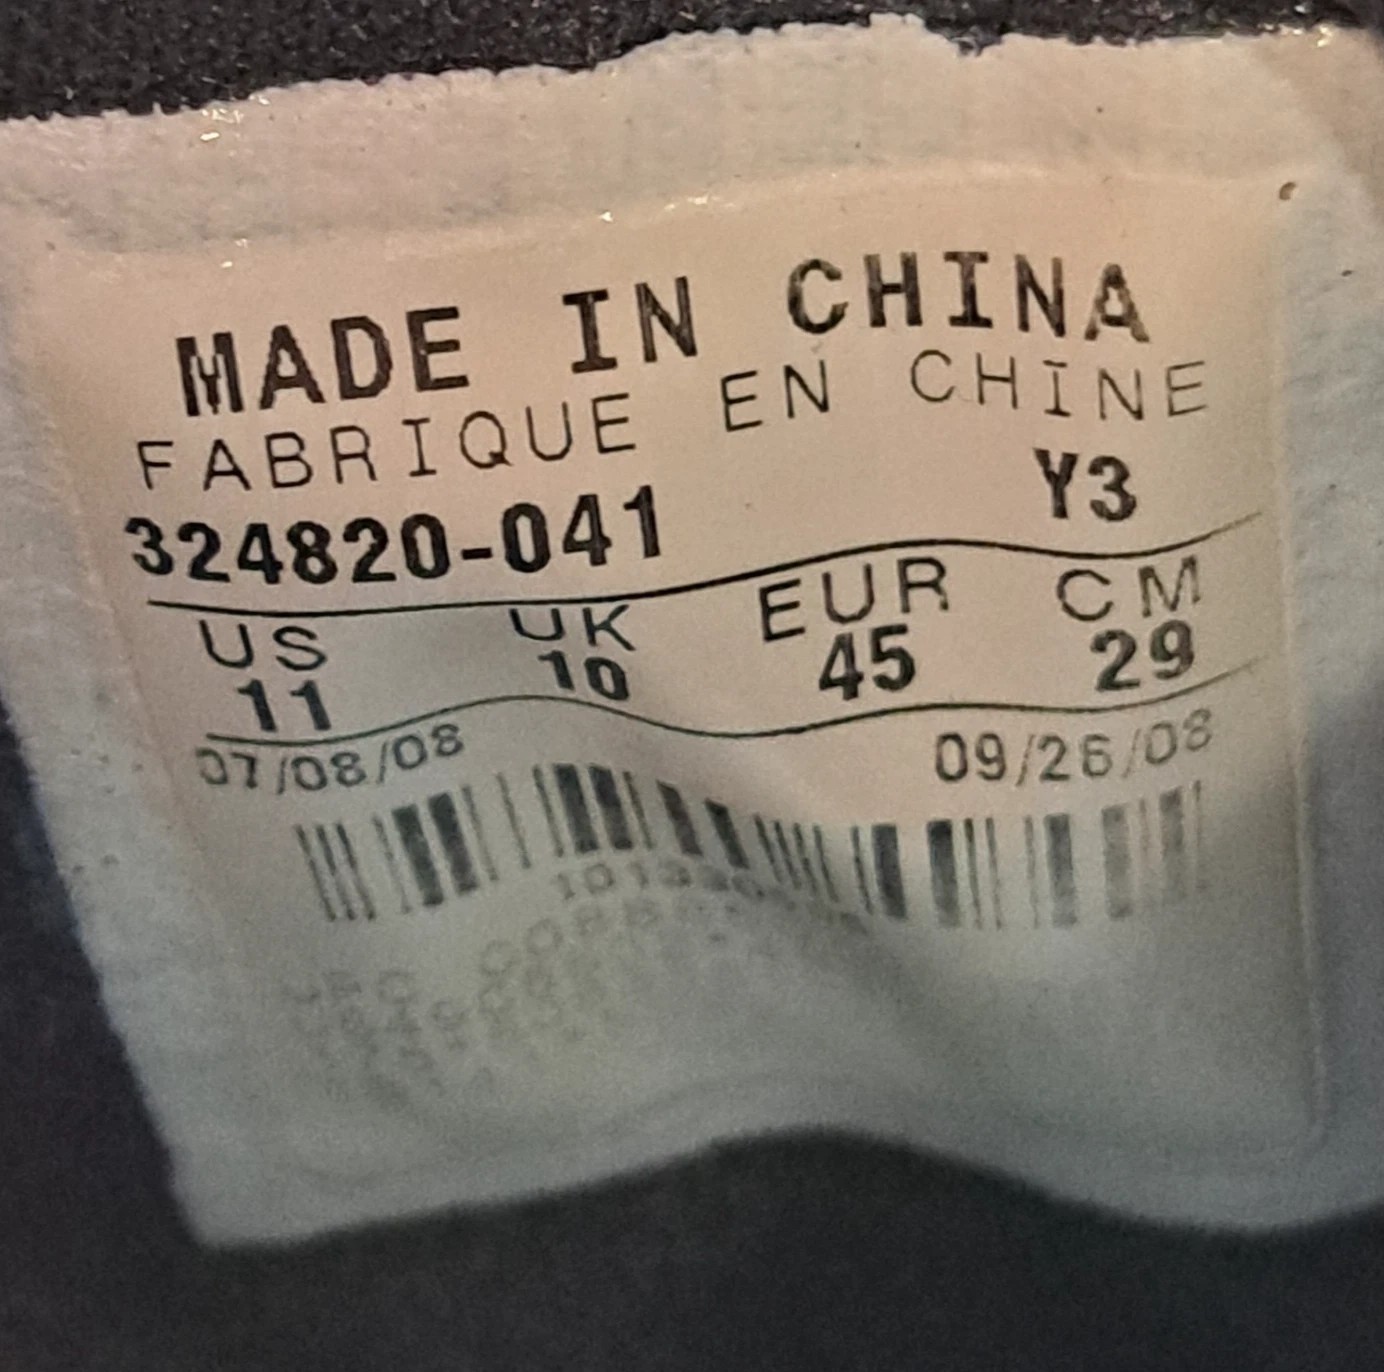 MADE IN CHINA
FABRIQUE EN CHINE
324820-041 Y3
US UK EUR CM
11 10 45 29
07/08/08 09/26/08